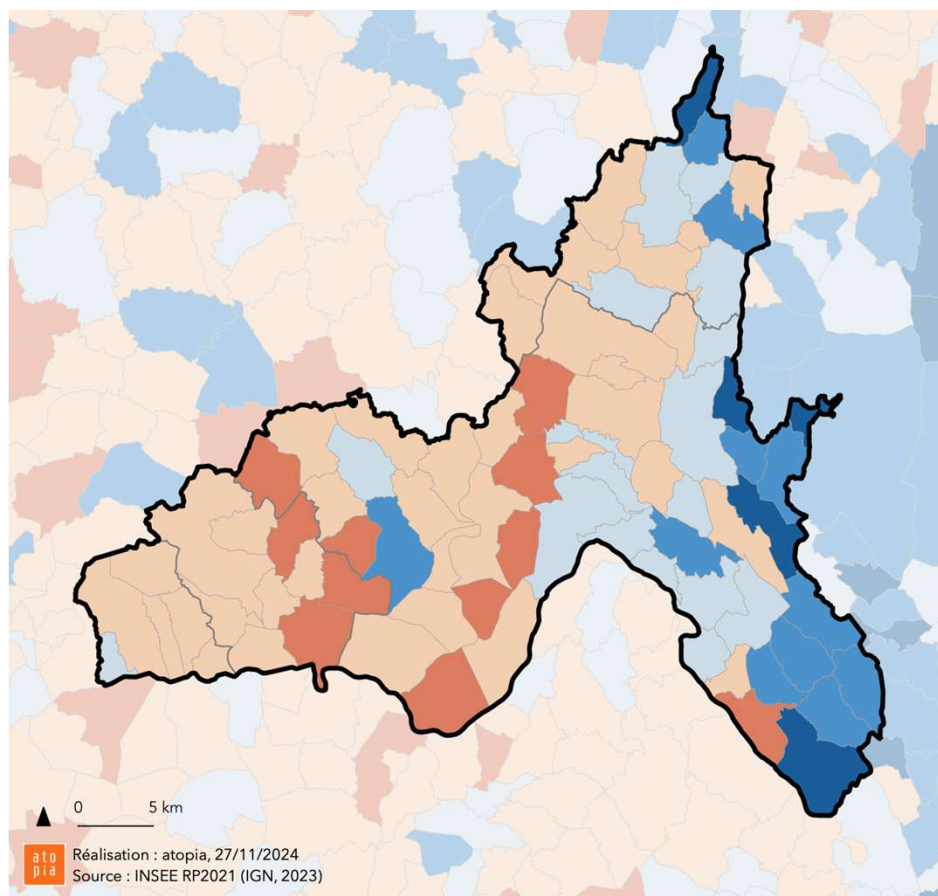 0 5 km
ato
pia
Réalisation : atopia, 27/11/2024
Source : INSEE RP2021 (IGN, 2023)